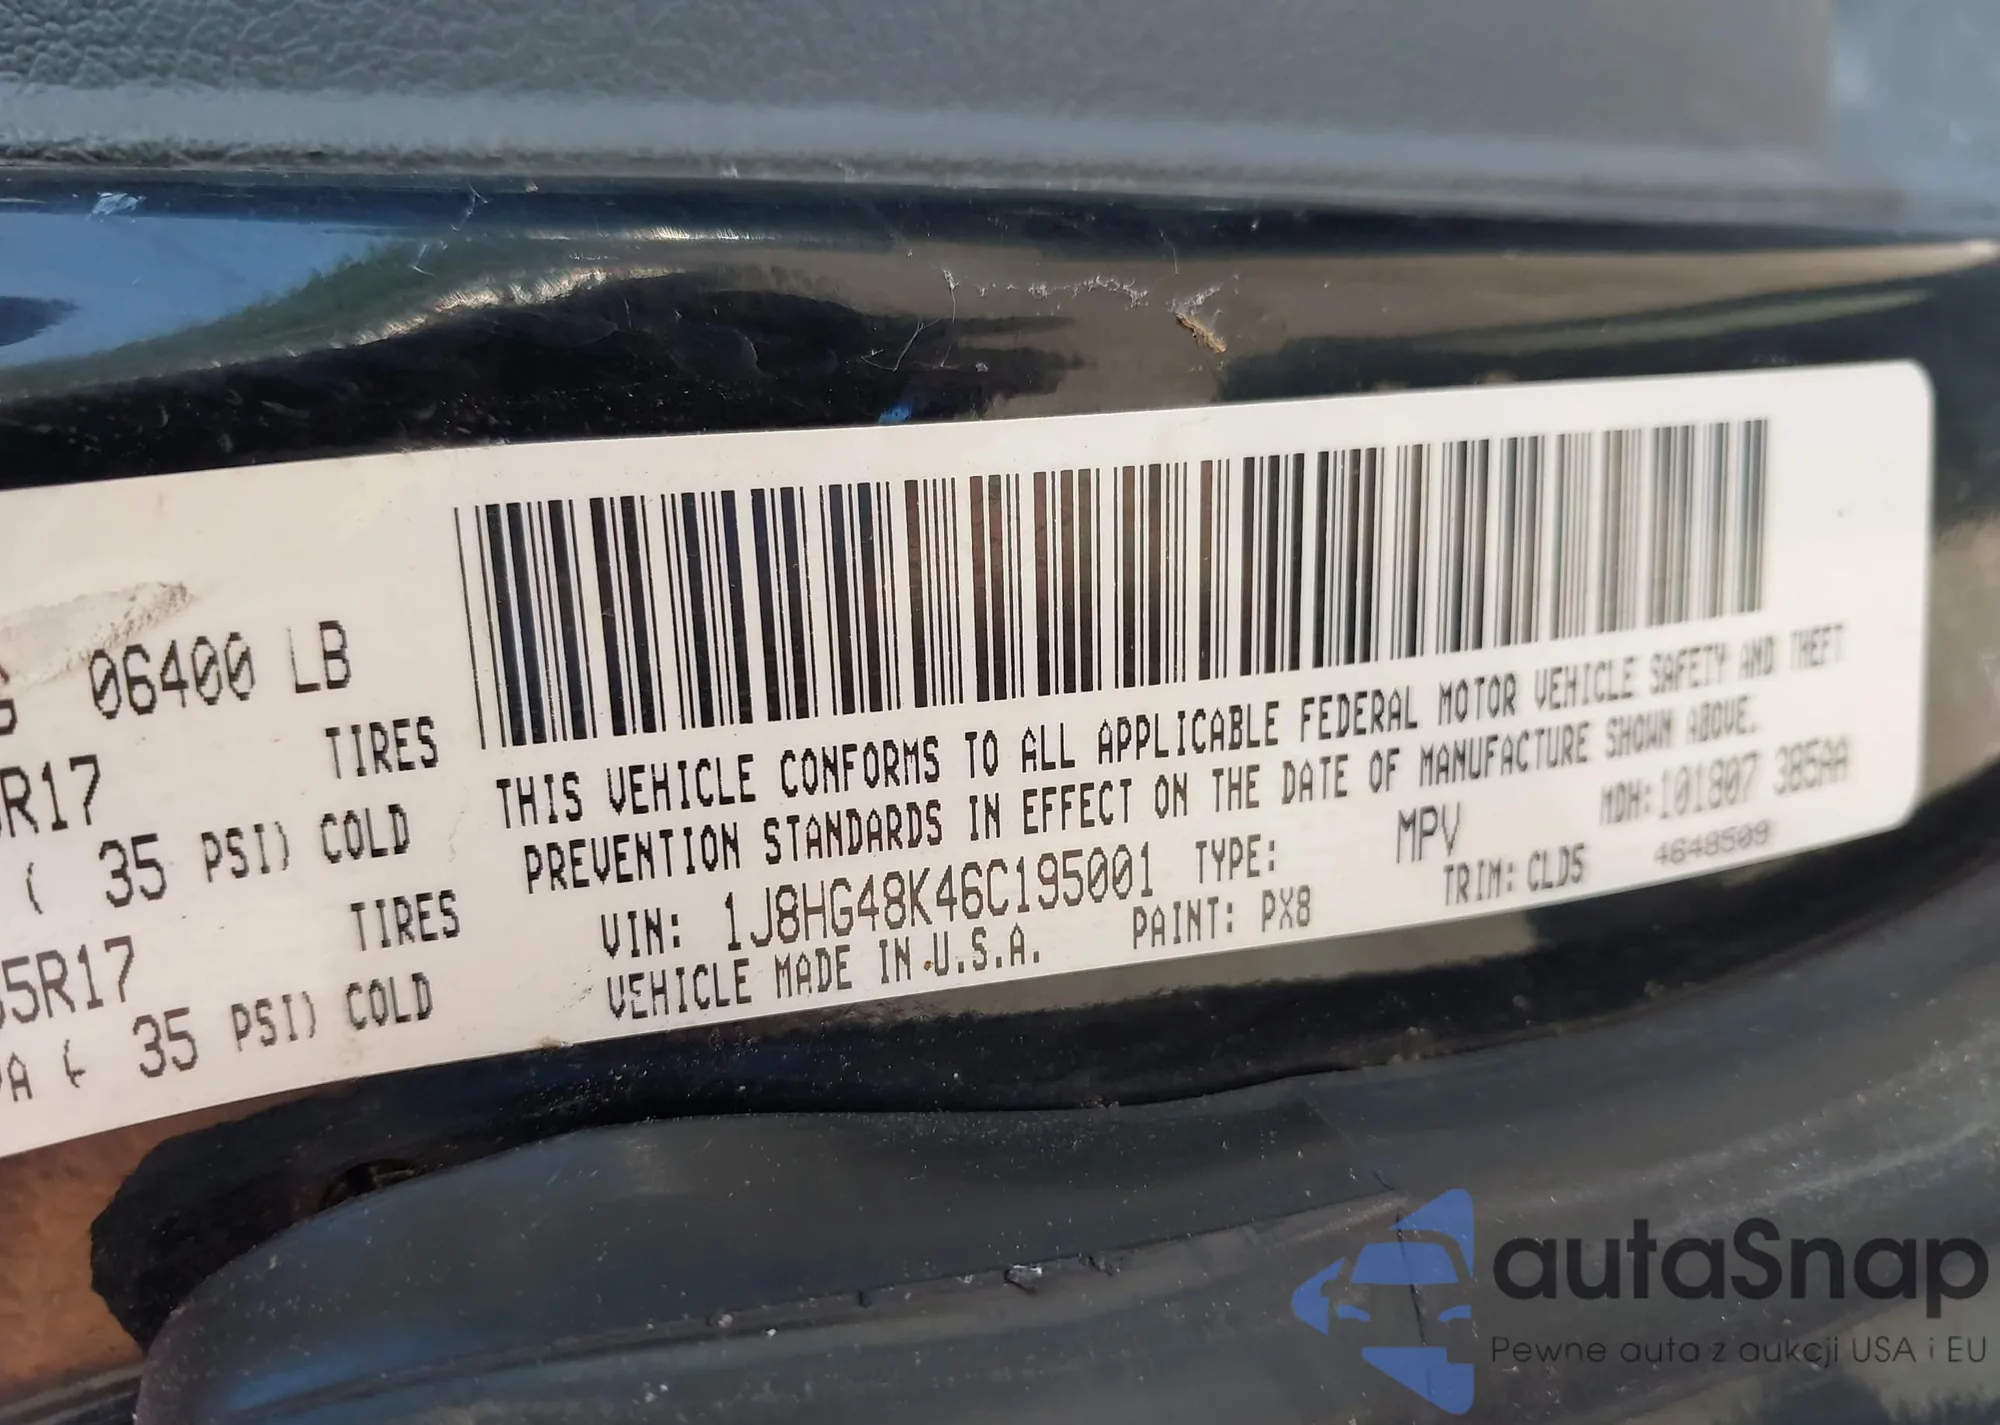 06400 LB
R17 TIRES
( 35 PSI) COLD
5R17 TIRES
PA ( 35 PSI) COLD
THIS VEHICLE CONFORMS TO ALL APPLICABLE FEDERAL MOTOR VEHICLE SAFETY AND THEFT
PREVENTION STANDARDS IN EFFECT ON THE DATE OF MANUFACTURE SHOWN ABOVE.
VIN: 1J8HG48K46C195001 TYPE: MPV MDH:101807 385AA
VEHICLE MADE IN U.S.A. PAINT: PX8 TRIM: CLD5 4648509
autaSnap
Pewne auta z aukcji USA i EU